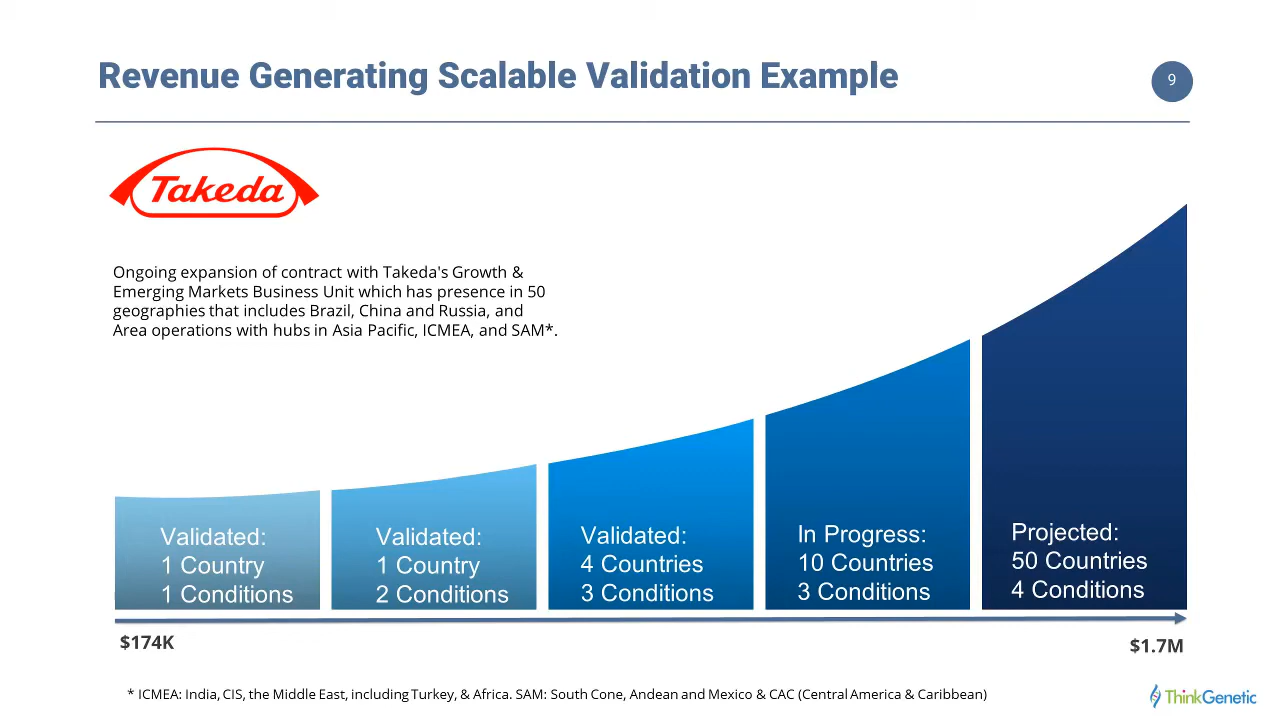 Revenue Generating Scalable Validation Example
9
Takeda
Ongoing expansion of contract with Takeda's Growth &
Emerging Markets Business Unit which has presence in 50
geographies that includes Brazil, China and Russia, and
Area operations with hubs in Asia Pacific, ICMEA, and SAM*.
Validated:
1 Country
1 Conditions
Validated:
1 Country
2 Conditions
Validated:
4 Countries
3 Conditions
In Progress:
10 Countries
3 Conditions
Projected:
50 Countries
4 Conditions
$174K
$1.7M
* ICMEA: India, CIS, the Middle East, including Turkey, & Africa. SAM: South Cone, Andean and Mexico & CAC (Central America & Caribbean)
ThinkGenetic